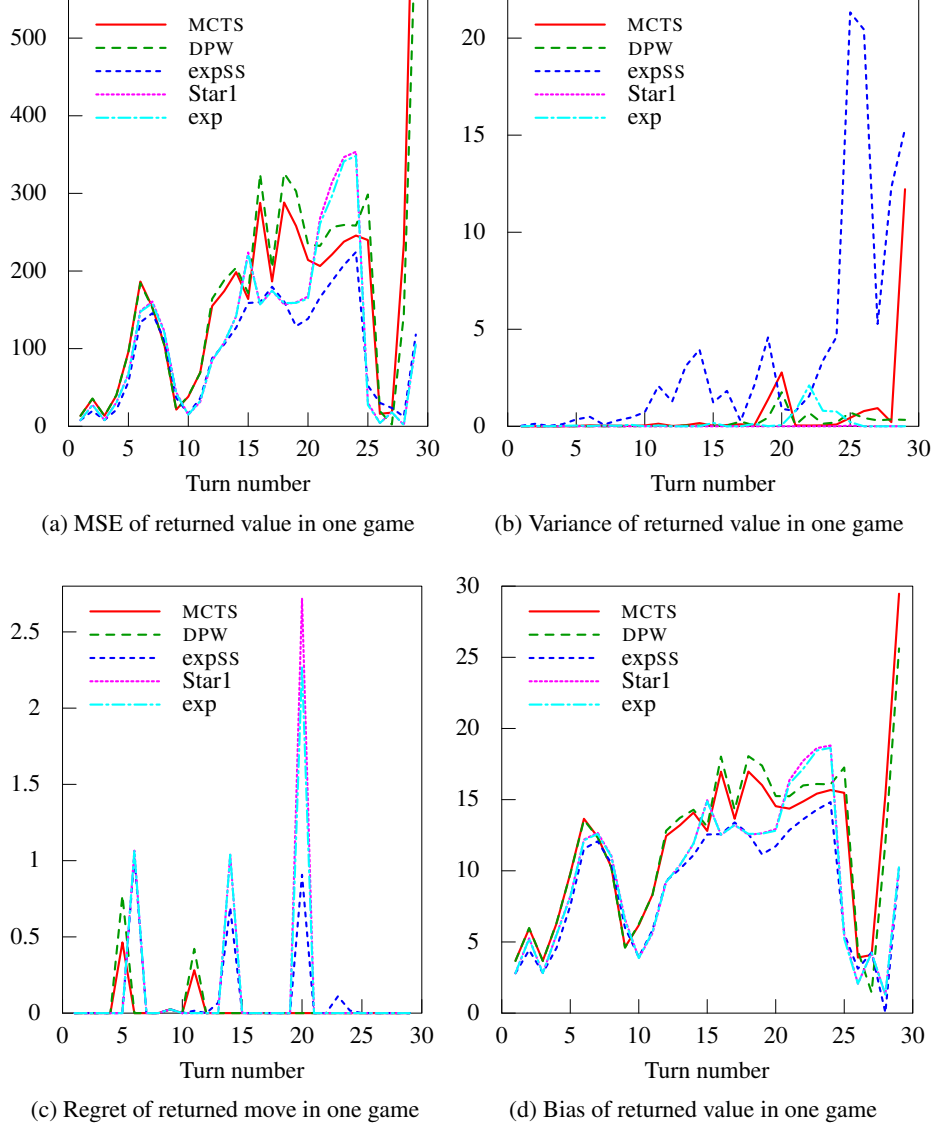 500
400
300
200
100
0
MCTS
DPW
expSS
Star1
exp
0 5 10 15 20 25 30
Turn number
(a) MSE of returned value in one game
20
15
10
5
0
MCTS
DPW
expSS
Star1
exp
0 5 10 15 20 25 30
Turn number
(b) Variance of returned value in one game
2.5
2
1.5
1
0.5
0
MCTS
DPW
expSS
Star1
exp
0 5 10 15 20 25 30
Turn number
(c) Regret of returned move in one game
30
25
20
15
10
5
0
MCTS
DPW
expSS
Star1
exp
0 5 10 15 20 25 30
Turn number
(d) Bias of returned value in one game